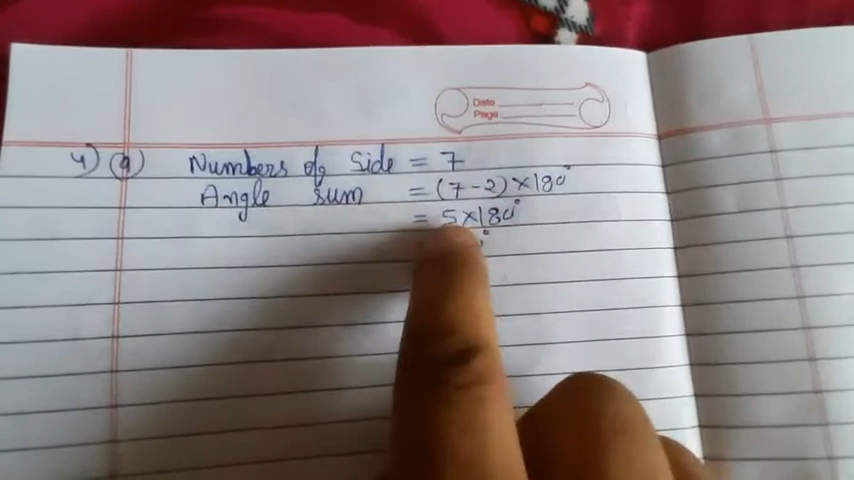 Date
Page
4) (a) Numbers of Side = 7
Angle sum = (7-2)×180°
= 5×180°